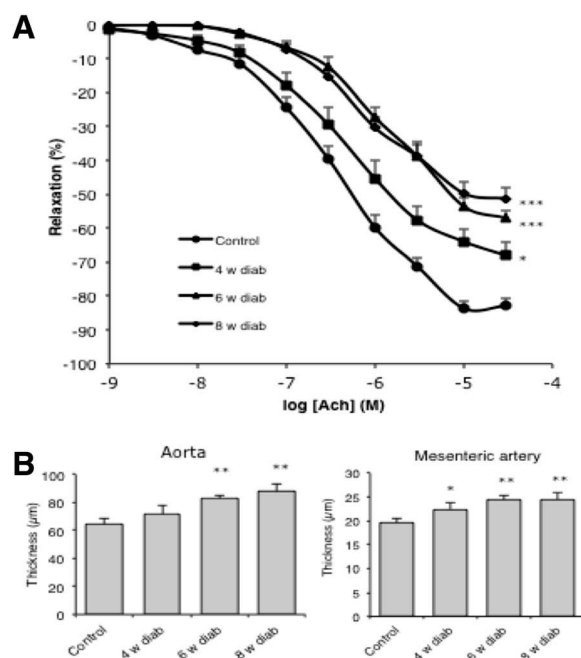 A
0
-10
-20
-30
-40
-50
-60
-70
-80
-90
-100
Relaxation (%)
Control
4 w diab
6 w diab
8 w diab
***
***
*
-9 -8 -7 -6 -5 -4
log [Ach] (M)
B
Aorta
Thickness (µm)
100
80
60
40
20
0
** **
Control 4 w diab 6 w diab 8 w diab
Mesenteric artery
Thickness (µm)
30
25
20
15
10
5
0
* ** **
Control 4 w diab 6 w diab 8 w diab